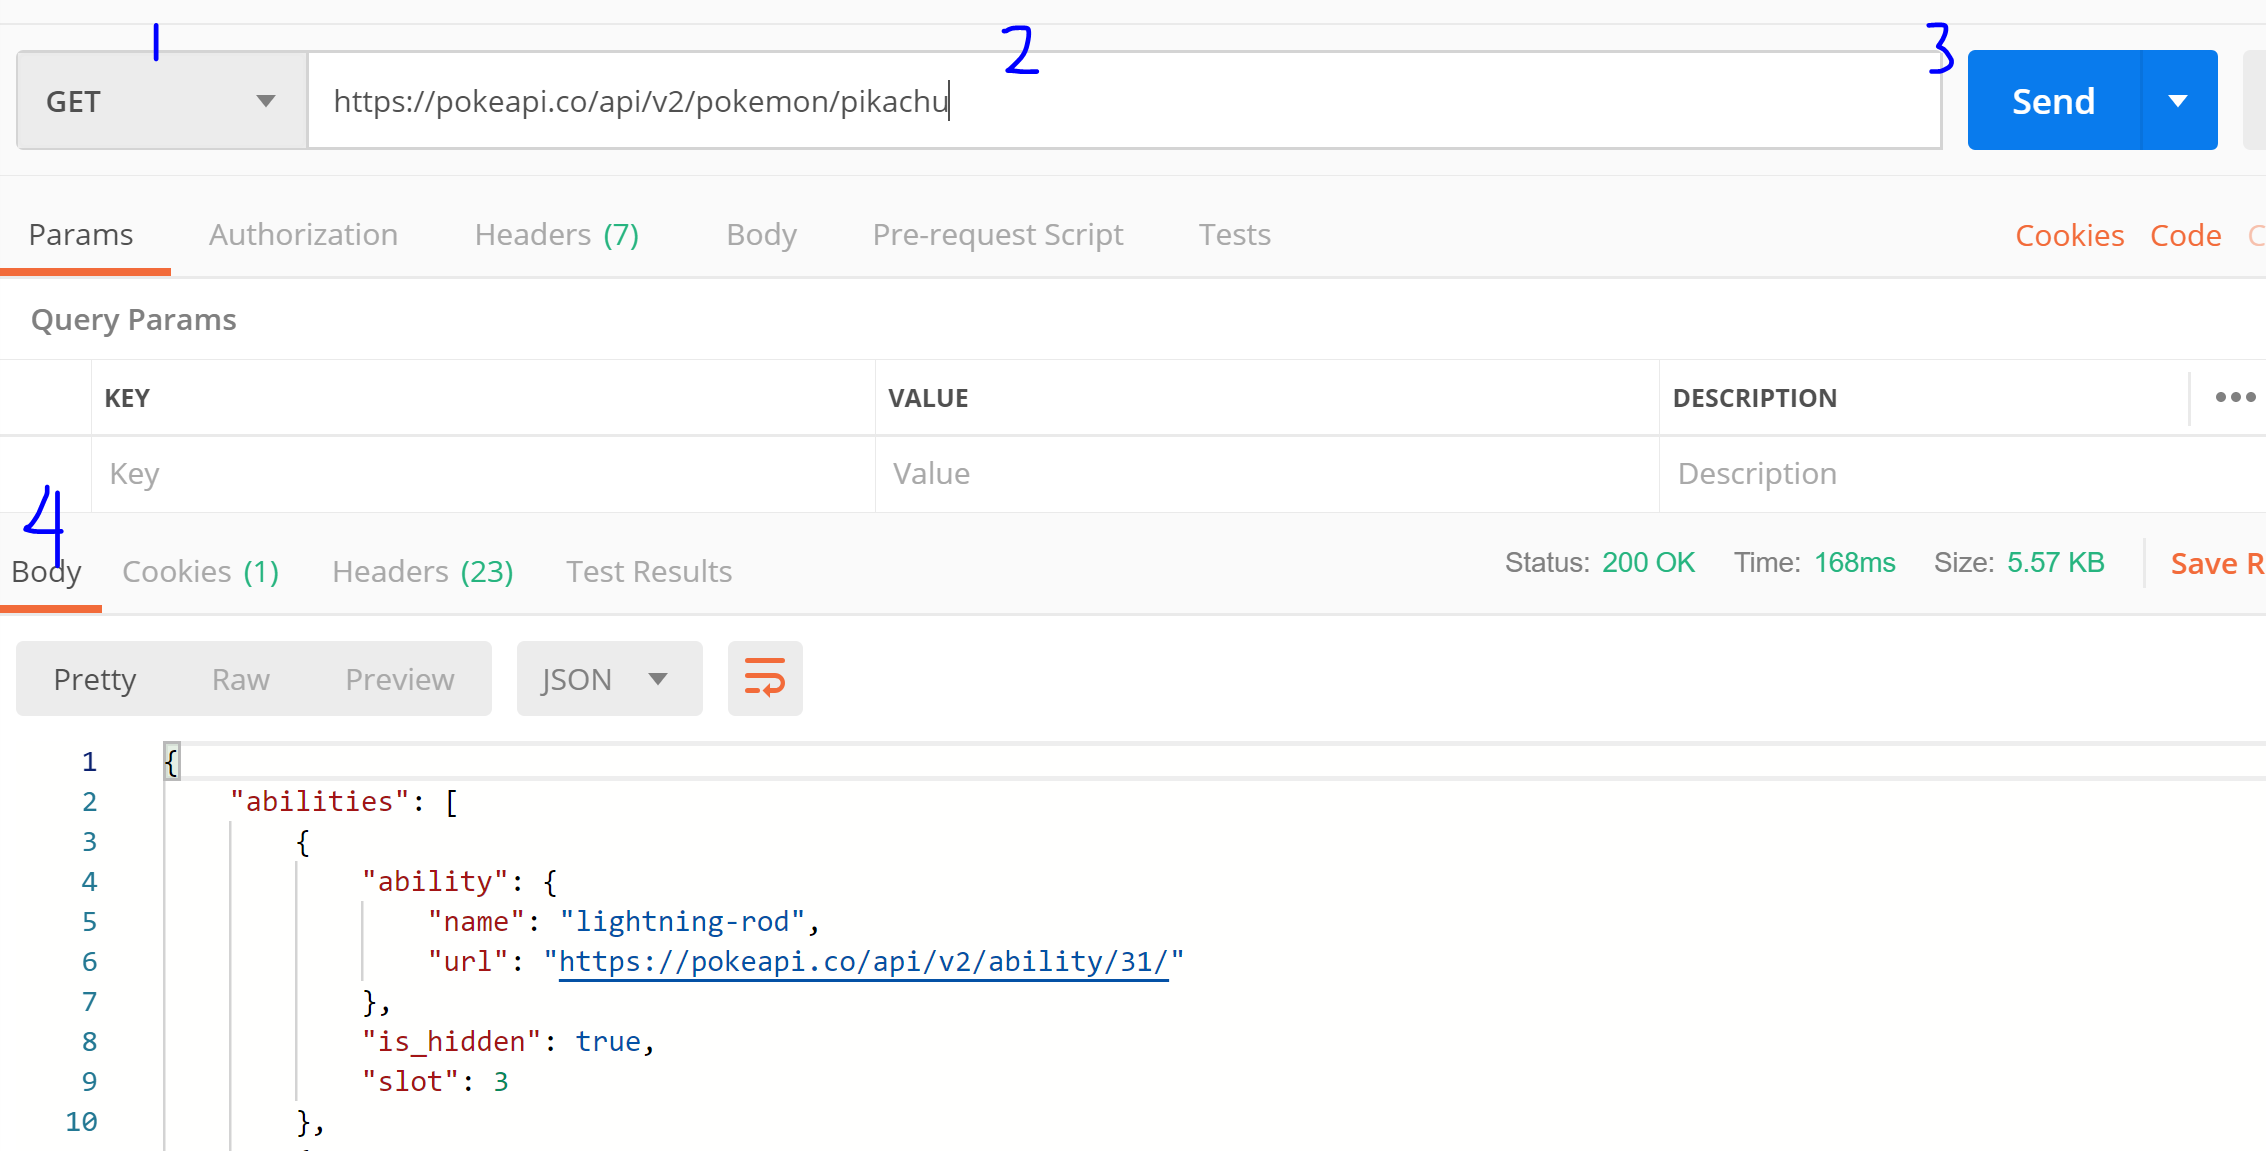 1 2 3
GET https://pokeapi.co/api/v2/pokemon/pikachu Send
Params Authorization Headers (7) Body Pre-request Script Tests Cookies Code
Query Params
KEY VALUE DESCRIPTION
Key Value Description
4
Body Cookies (1) Headers (23) Test Results Status: 200 OK Time: 168ms Size: 5.57 KB Save R
Pretty Raw Preview JSON
1 {
2 "abilities": [
3 {
4 "ability": {
5 "name": "lightning-rod",
6 "url": "https://pokeapi.co/api/v2/ability/31/"
7 },
8 "is_hidden": true,
9 "slot": 3
10 },